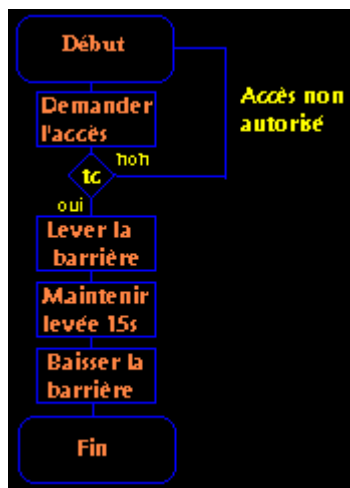 Début
Demander
l'accès
Accès non
autorisé
non
tc
oui
Lever la
barrière
Maintenir
levée 15s
Baisser la
barrière
Fin